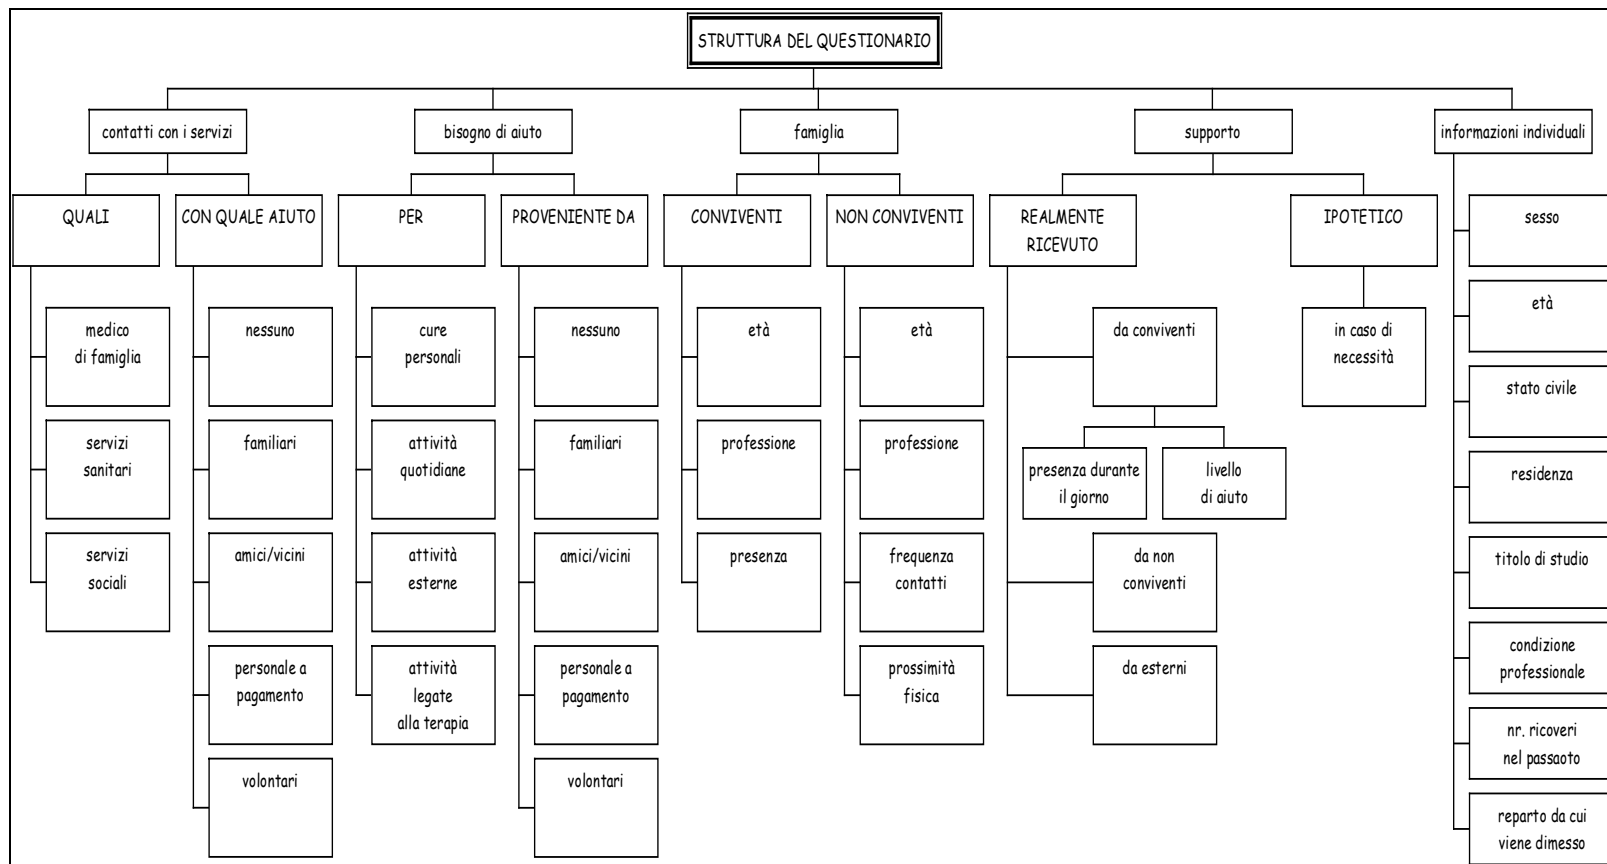 STRUTTURA DEL QUESTIONARIO
contatti con i servizi
bisogno di aiuto
famiglia
supporto
informazioni individuali
QUALI
CON QUALE AIUTO
PER
PROVENIENTE DA
CONVIVENTI
NON CONVIVENTI
REALMENTE
RICEVUTO
IPOTETICO
medico
di famiglia
servizi
sanitari
servizi
sociali
nessuno
familiari
amici/vicini
personale a
pagamento
volontari
cure
personali
attività
quotidiane
attività
esterne
attività
legate
alla terapia
nessuno
familiari
amici/vicini
personale a
pagamento
volontari
età
professione
presenza
età
professione
frequenza
contatti
prossimità
fisica
da conviventi
presenza durante
il giorno
livello
di aiuto
da non
conviventi
da esterni
in caso di
necessità
sesso
età
stato civile
residenza
titolo di studio
condizione
professionale
nr. ricoveri
nel passaoto
reparto da cui
viene dimesso